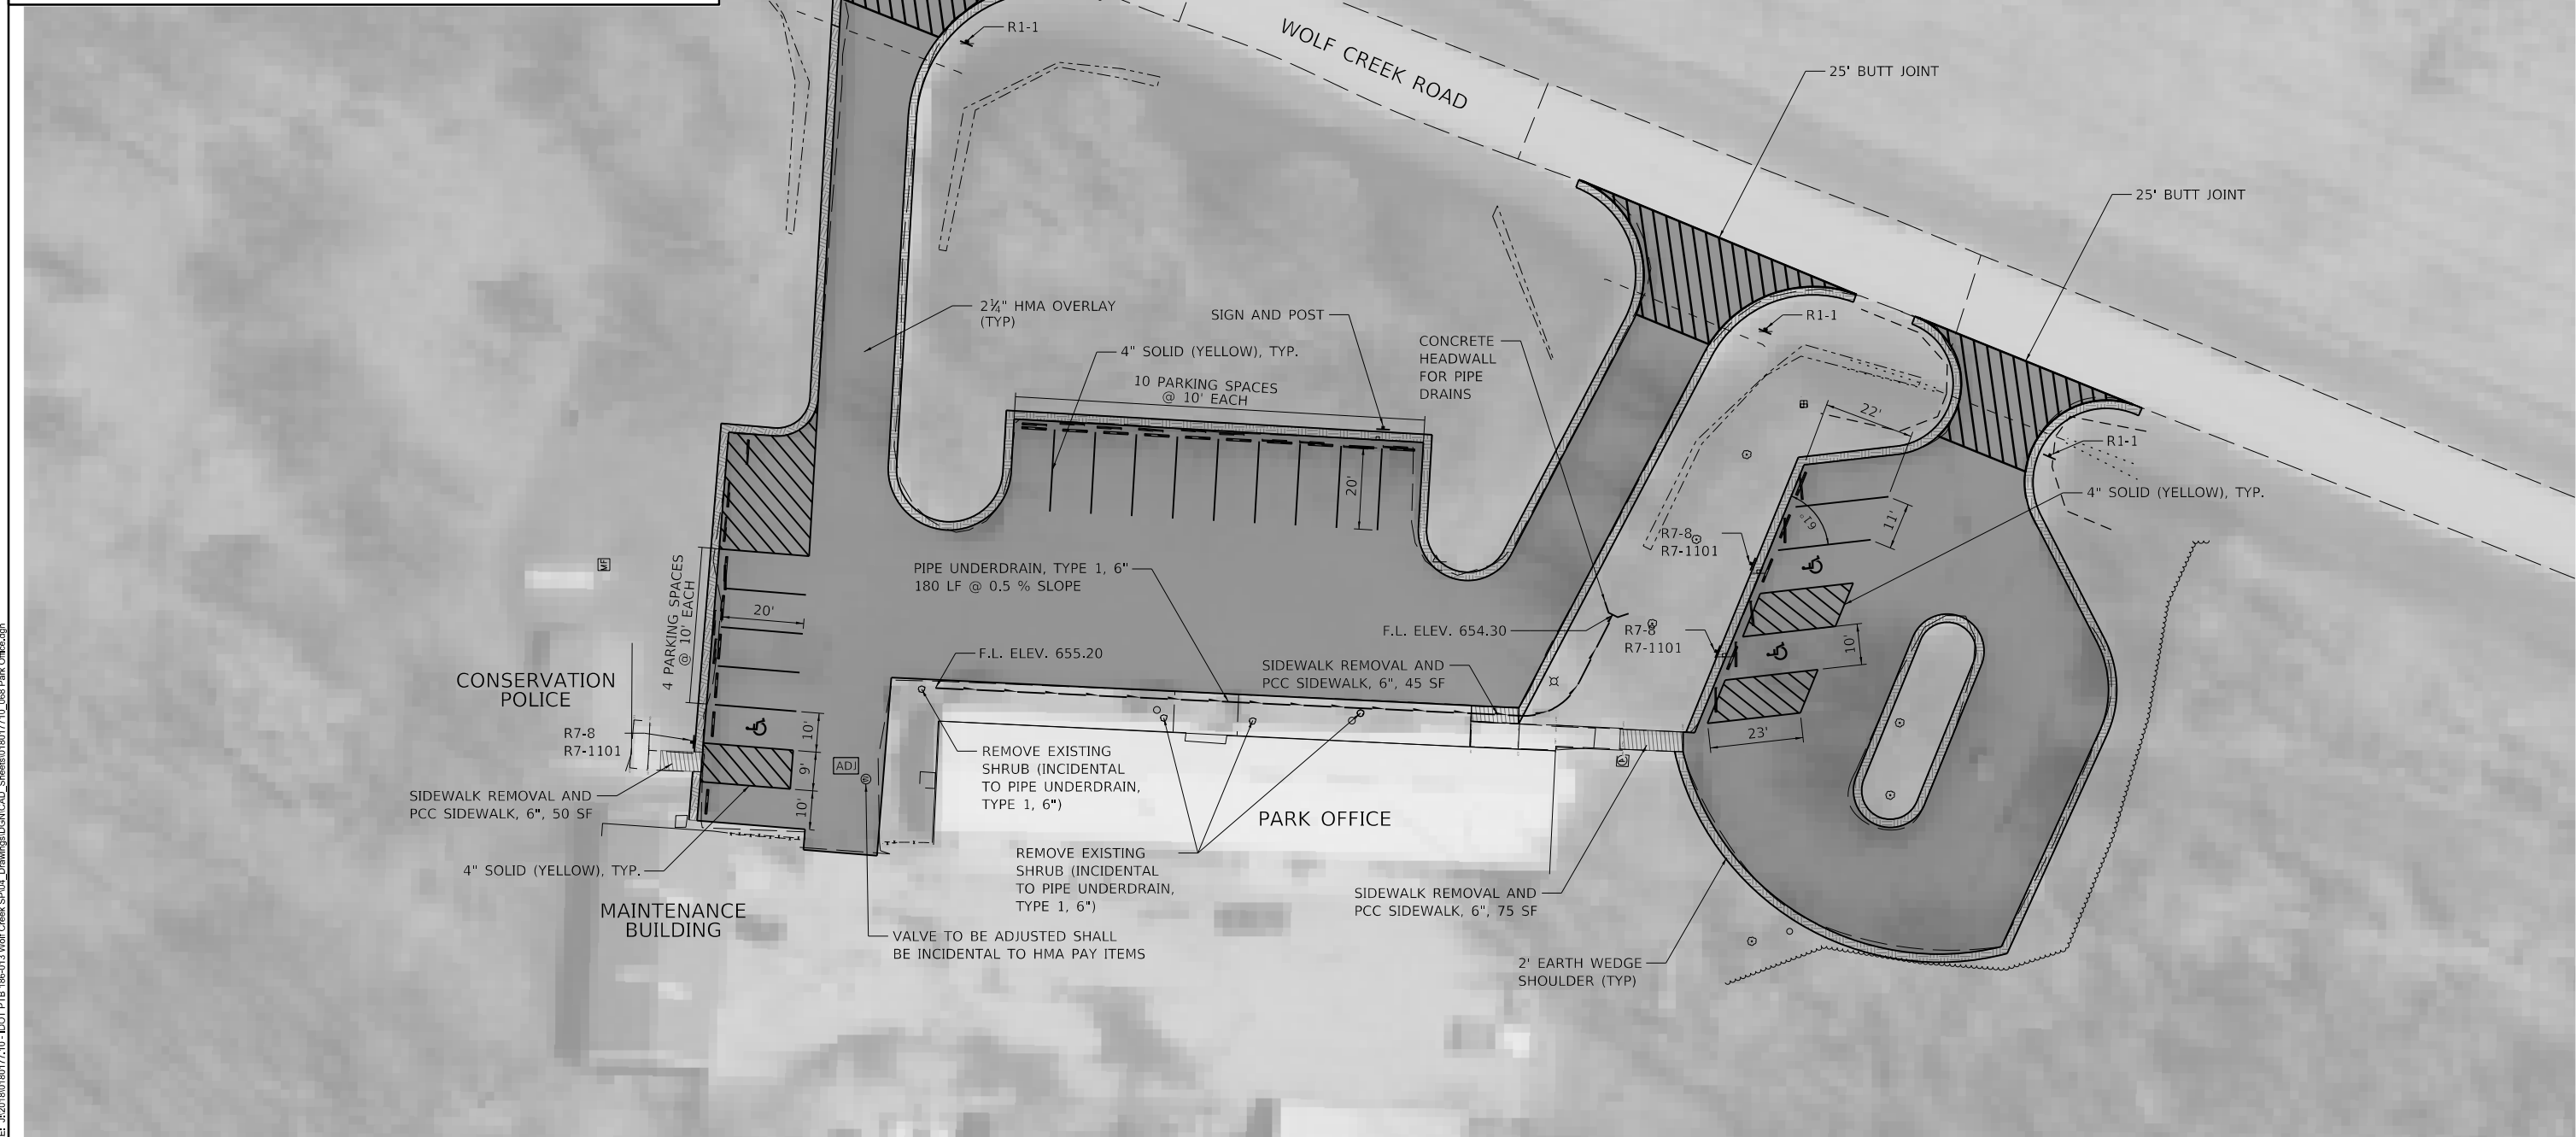 R1-1
WOLF CREEK ROAD
25' BUTT JOINT
25' BUTT JOINT
2¼" HMA OVERLAY
(TYP)
SIGN AND POST
4" SOLID (YELLOW), TYP.
10 PARKING SPACES
@ 10' EACH
CONCRETE
HEADWALL
FOR PIPE
DRAINS
R1-1
22'
R1-1
4" SOLID (YELLOW), TYP.
20'
61°
11'
R7-8
R7-1101
PIPE UNDERDRAIN, TYPE 1, 6"
180 LF @ 0.5 % SLOPE
4 PARKING SPACES
@ 10' EACH
20'
F.L. ELEV. 654.30
R7-8
R7-1101
10'
F.L. ELEV. 655.20
SIDEWALK REMOVAL AND
PCC SIDEWALK, 6", 45 SF
CONSERVATION
POLICE
R7-8
R7-1101
10'
9'
10'
23'
ADJ
REMOVE EXISTING
SHRUB (INCIDENTAL
TO PIPE UNDERDRAIN,
TYPE 1, 6")
SIDEWALK REMOVAL AND
PCC SIDEWALK, 6", 50 SF
PARK OFFICE
4" SOLID (YELLOW), TYP.
REMOVE EXISTING
SHRUB (INCIDENTAL
TO PIPE UNDERDRAIN,
TYPE 1, 6")
SIDEWALK REMOVAL AND
PCC SIDEWALK, 6", 75 SF
MAINTENANCE
BUILDING
VALVE TO BE ADJUSTED SHALL
BE INCIDENTAL TO HMA PAY ITEMS
2' EARTH WEDGE
SHOULDER (TYP)